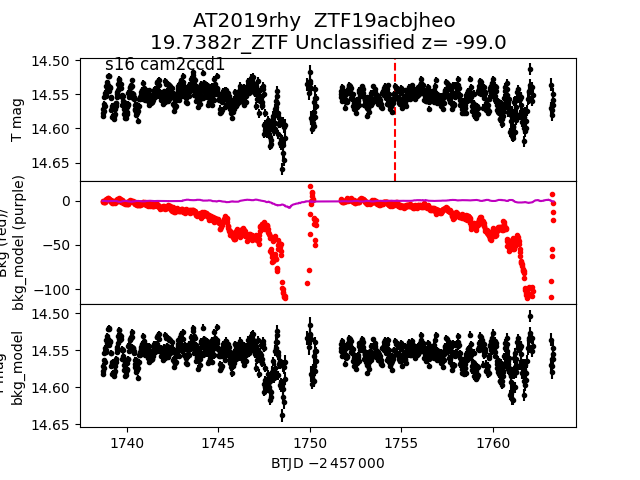 AT2019rhy  ZTF19acbjheo
19.7382r_ZTF Unclassified z= -99.0
s16 cam2ccd1
14.50
14.55
14.60
14.65
T mag
0
−50
−100
Bkg (red)/
bkg_model (purple)
14.50
14.55
14.60
14.65
mag
bkg_model
1740
1745
1750
1755
1760
BTJD −2 457 000